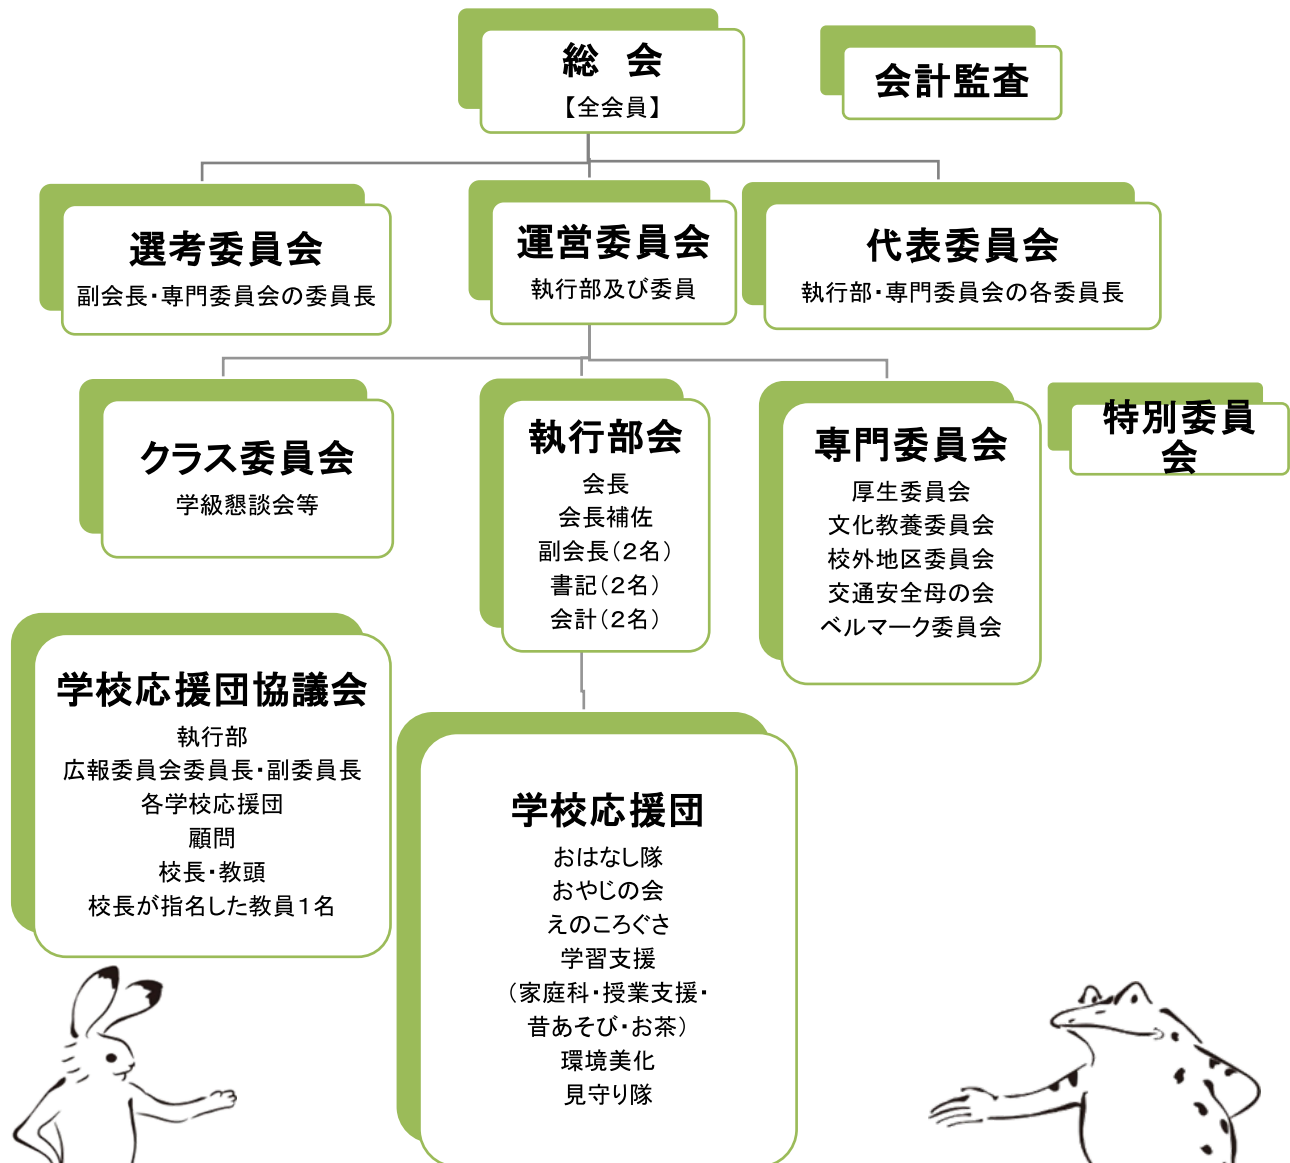 総　会
【全会員】
会計監査
選考委員会
副会長・専門委員会の委員長
運営委員会
執行部及び委員
代表委員会
執行部・専門委員会の各委員長
クラス委員会
学級懇談会等
執行部会
会長
会長補佐
副会長（２名）
書記（２名）
会計（２名）
専門委員会
厚生委員会
文化教養委員会
校外地区委員会
交通安全母の会
ベルマーク委員会
特別委員
会
学校応援団協議会
執行部
広報委員会委員長・副委員長
各学校応援団
顧問
校長・教頭
校長が指名した教員１名
学校応援団
おはなし隊
おやじの会
えのころぐさ
学習支援
（家庭科・授業支援・
昔あそび・お茶）
環境美化
見守り隊